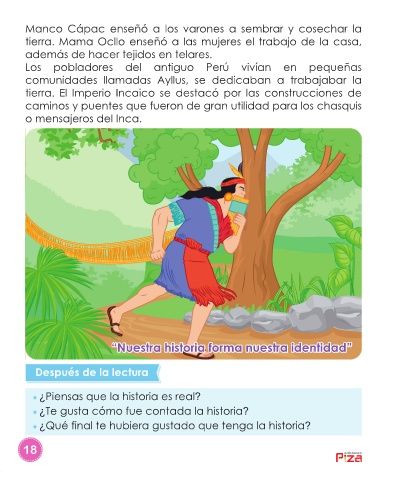 Manco Cápac enseñó a los varones a sembrar y cosechar la
tierra. Mama Ocllo enseñó a las mujeres el trabajo de la casa,
además de hacer tejidos en telares.
Los pobladores del antiguo Perú vivían en pequeñas
comunidades llamadas Ayllus, se dedicaban a trabajabar la
tierra. El Imperio Incaico se destacó por las construcciones de
caminos y puentes que fueron de gran utilidad para los chasquis
o mensajeros del Inca.
“Nuestra historia forma nuestra identidad”
Después de la lectura
• ¿Piensas que la historia es real?
• ¿Te gusta cómo fue contada la historia?
• ¿Qué final te hubiera gustado que tenga la historia?
18